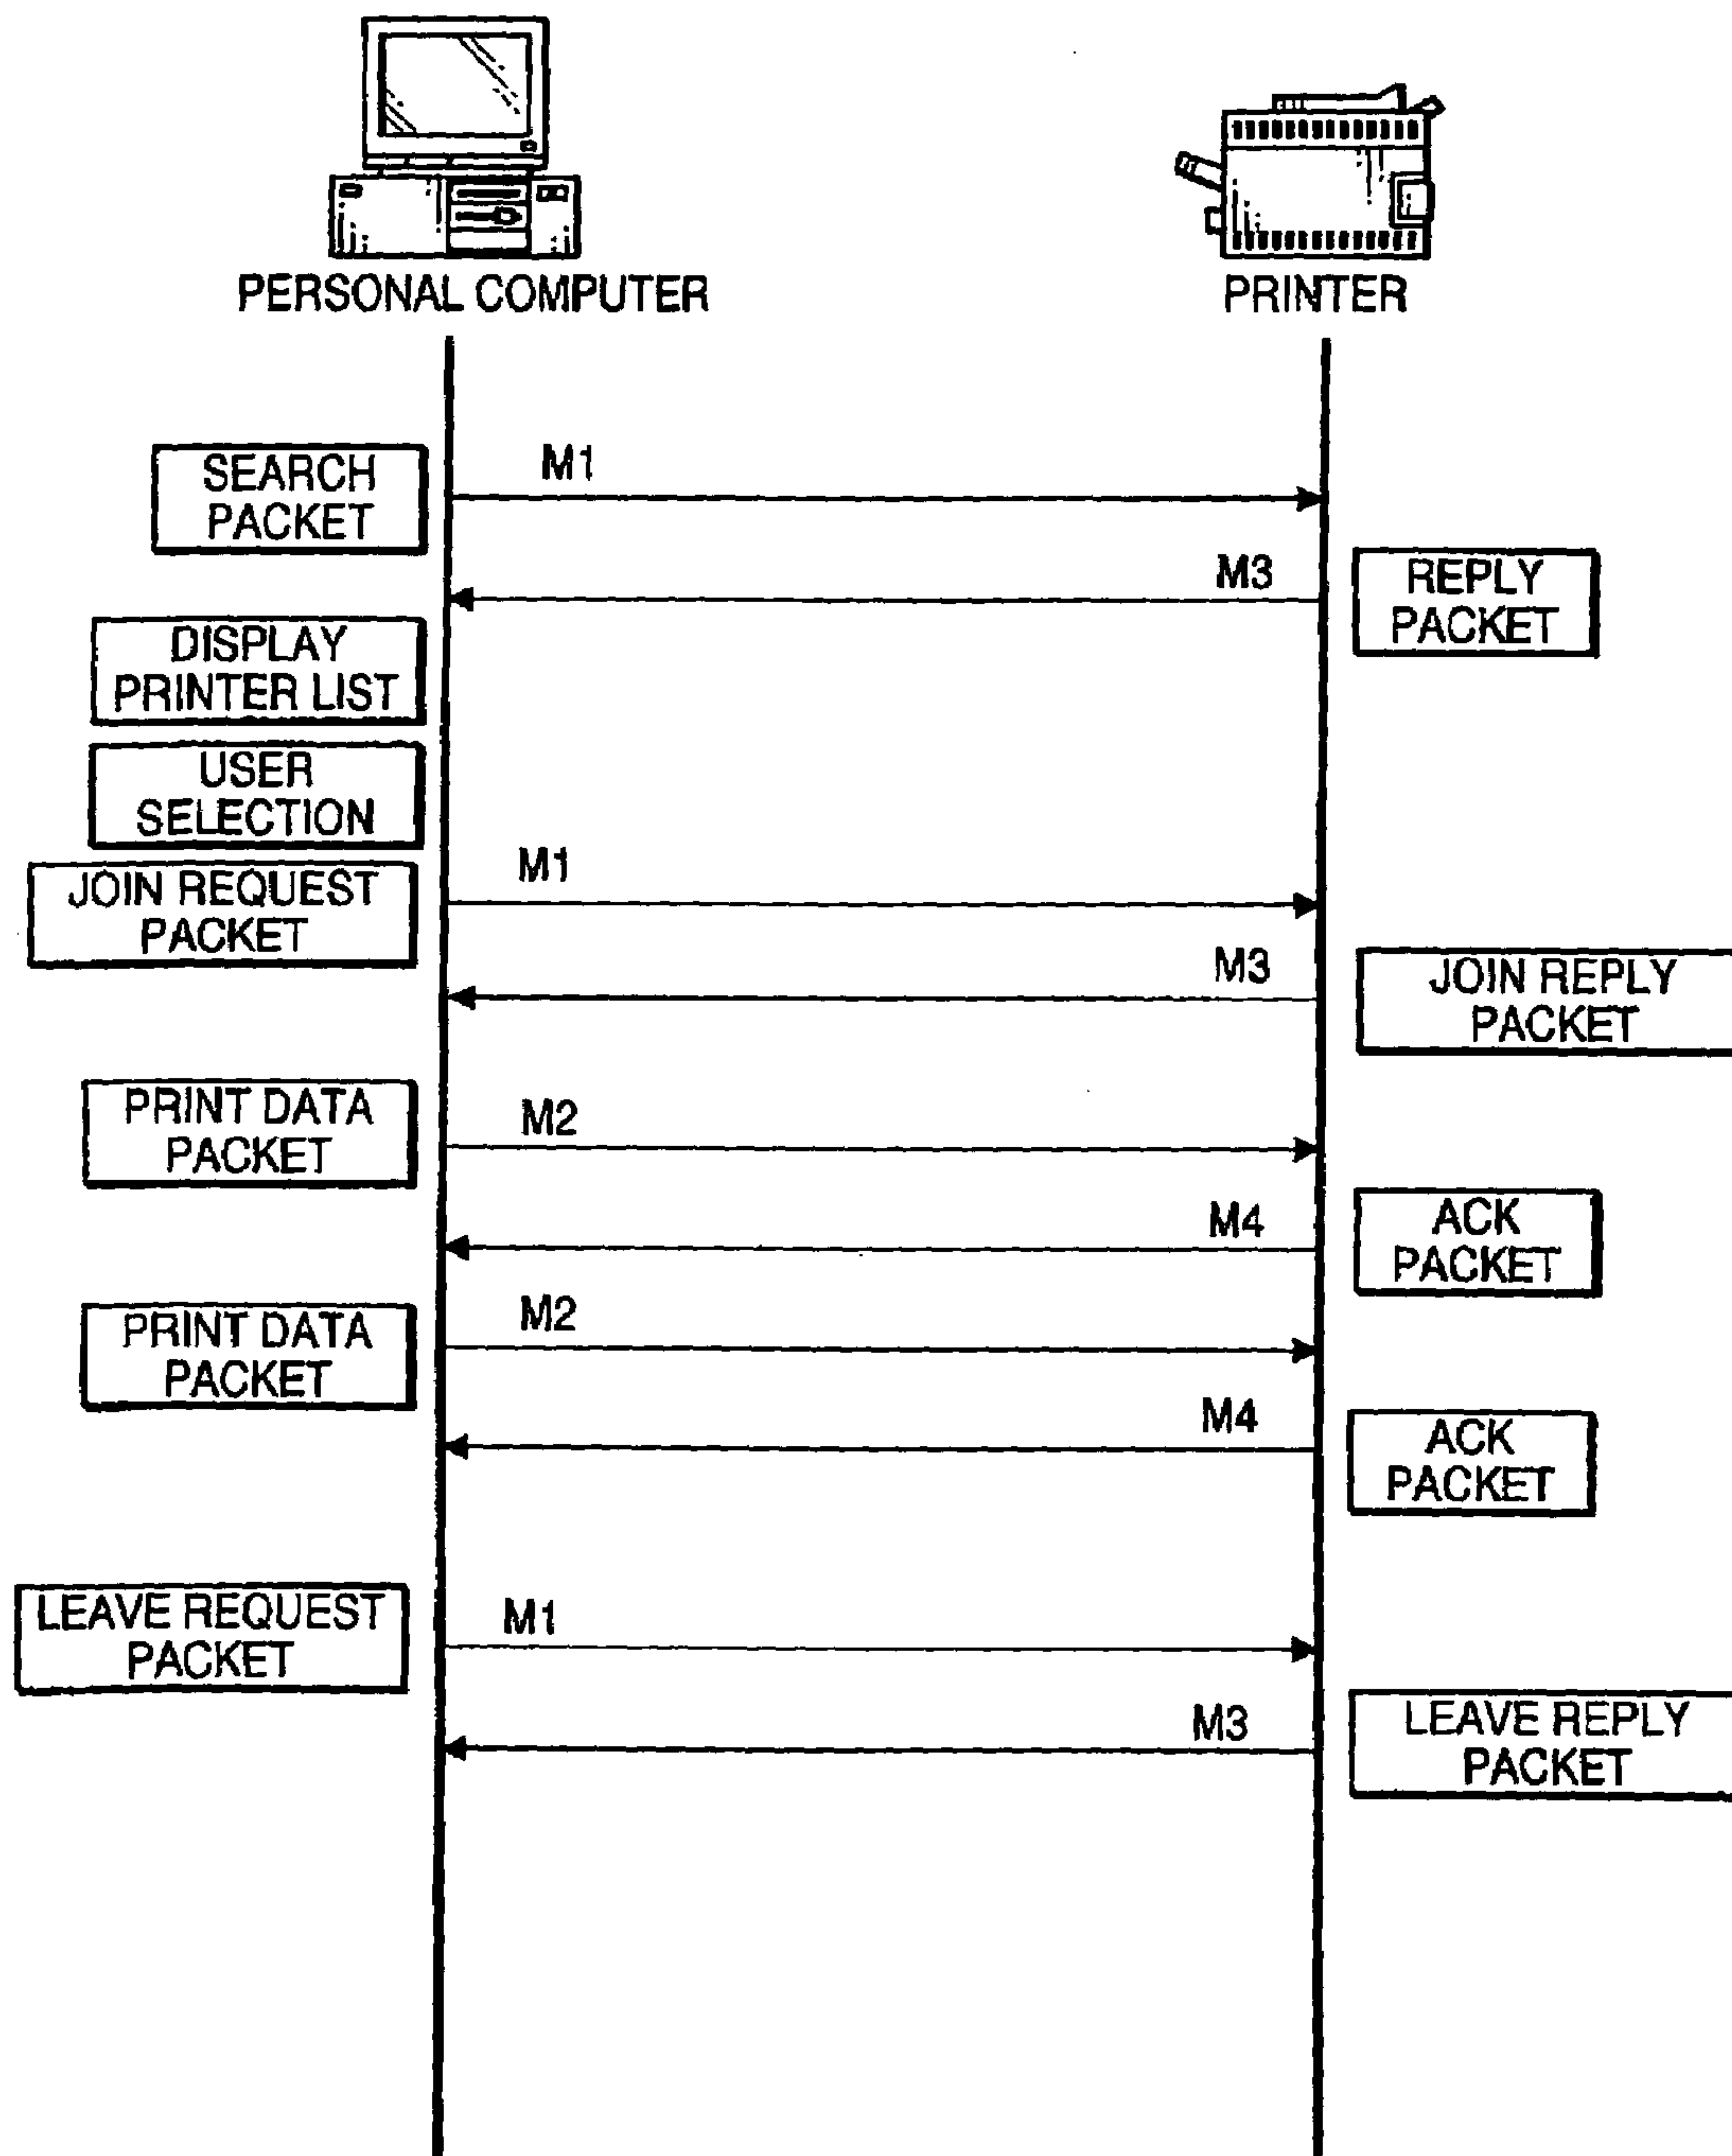 PERSONAL COMPUTER
PRINTER
SEARCH
PACKET
M1
M3
REPLY
PACKET
DISPLAY
PRINTER LIST
USER
SELECTION
JOIN REQUEST
PACKET
M1
M3
JOIN REPLY
PACKET
PRINT DATA
PACKET
M2
M4
ACK
PACKET
PRINT DATA
PACKET
M2
M4
ACK
PACKET
LEAVE REQUEST
PACKET
M1
M3
LEAVE REPLY
PACKET